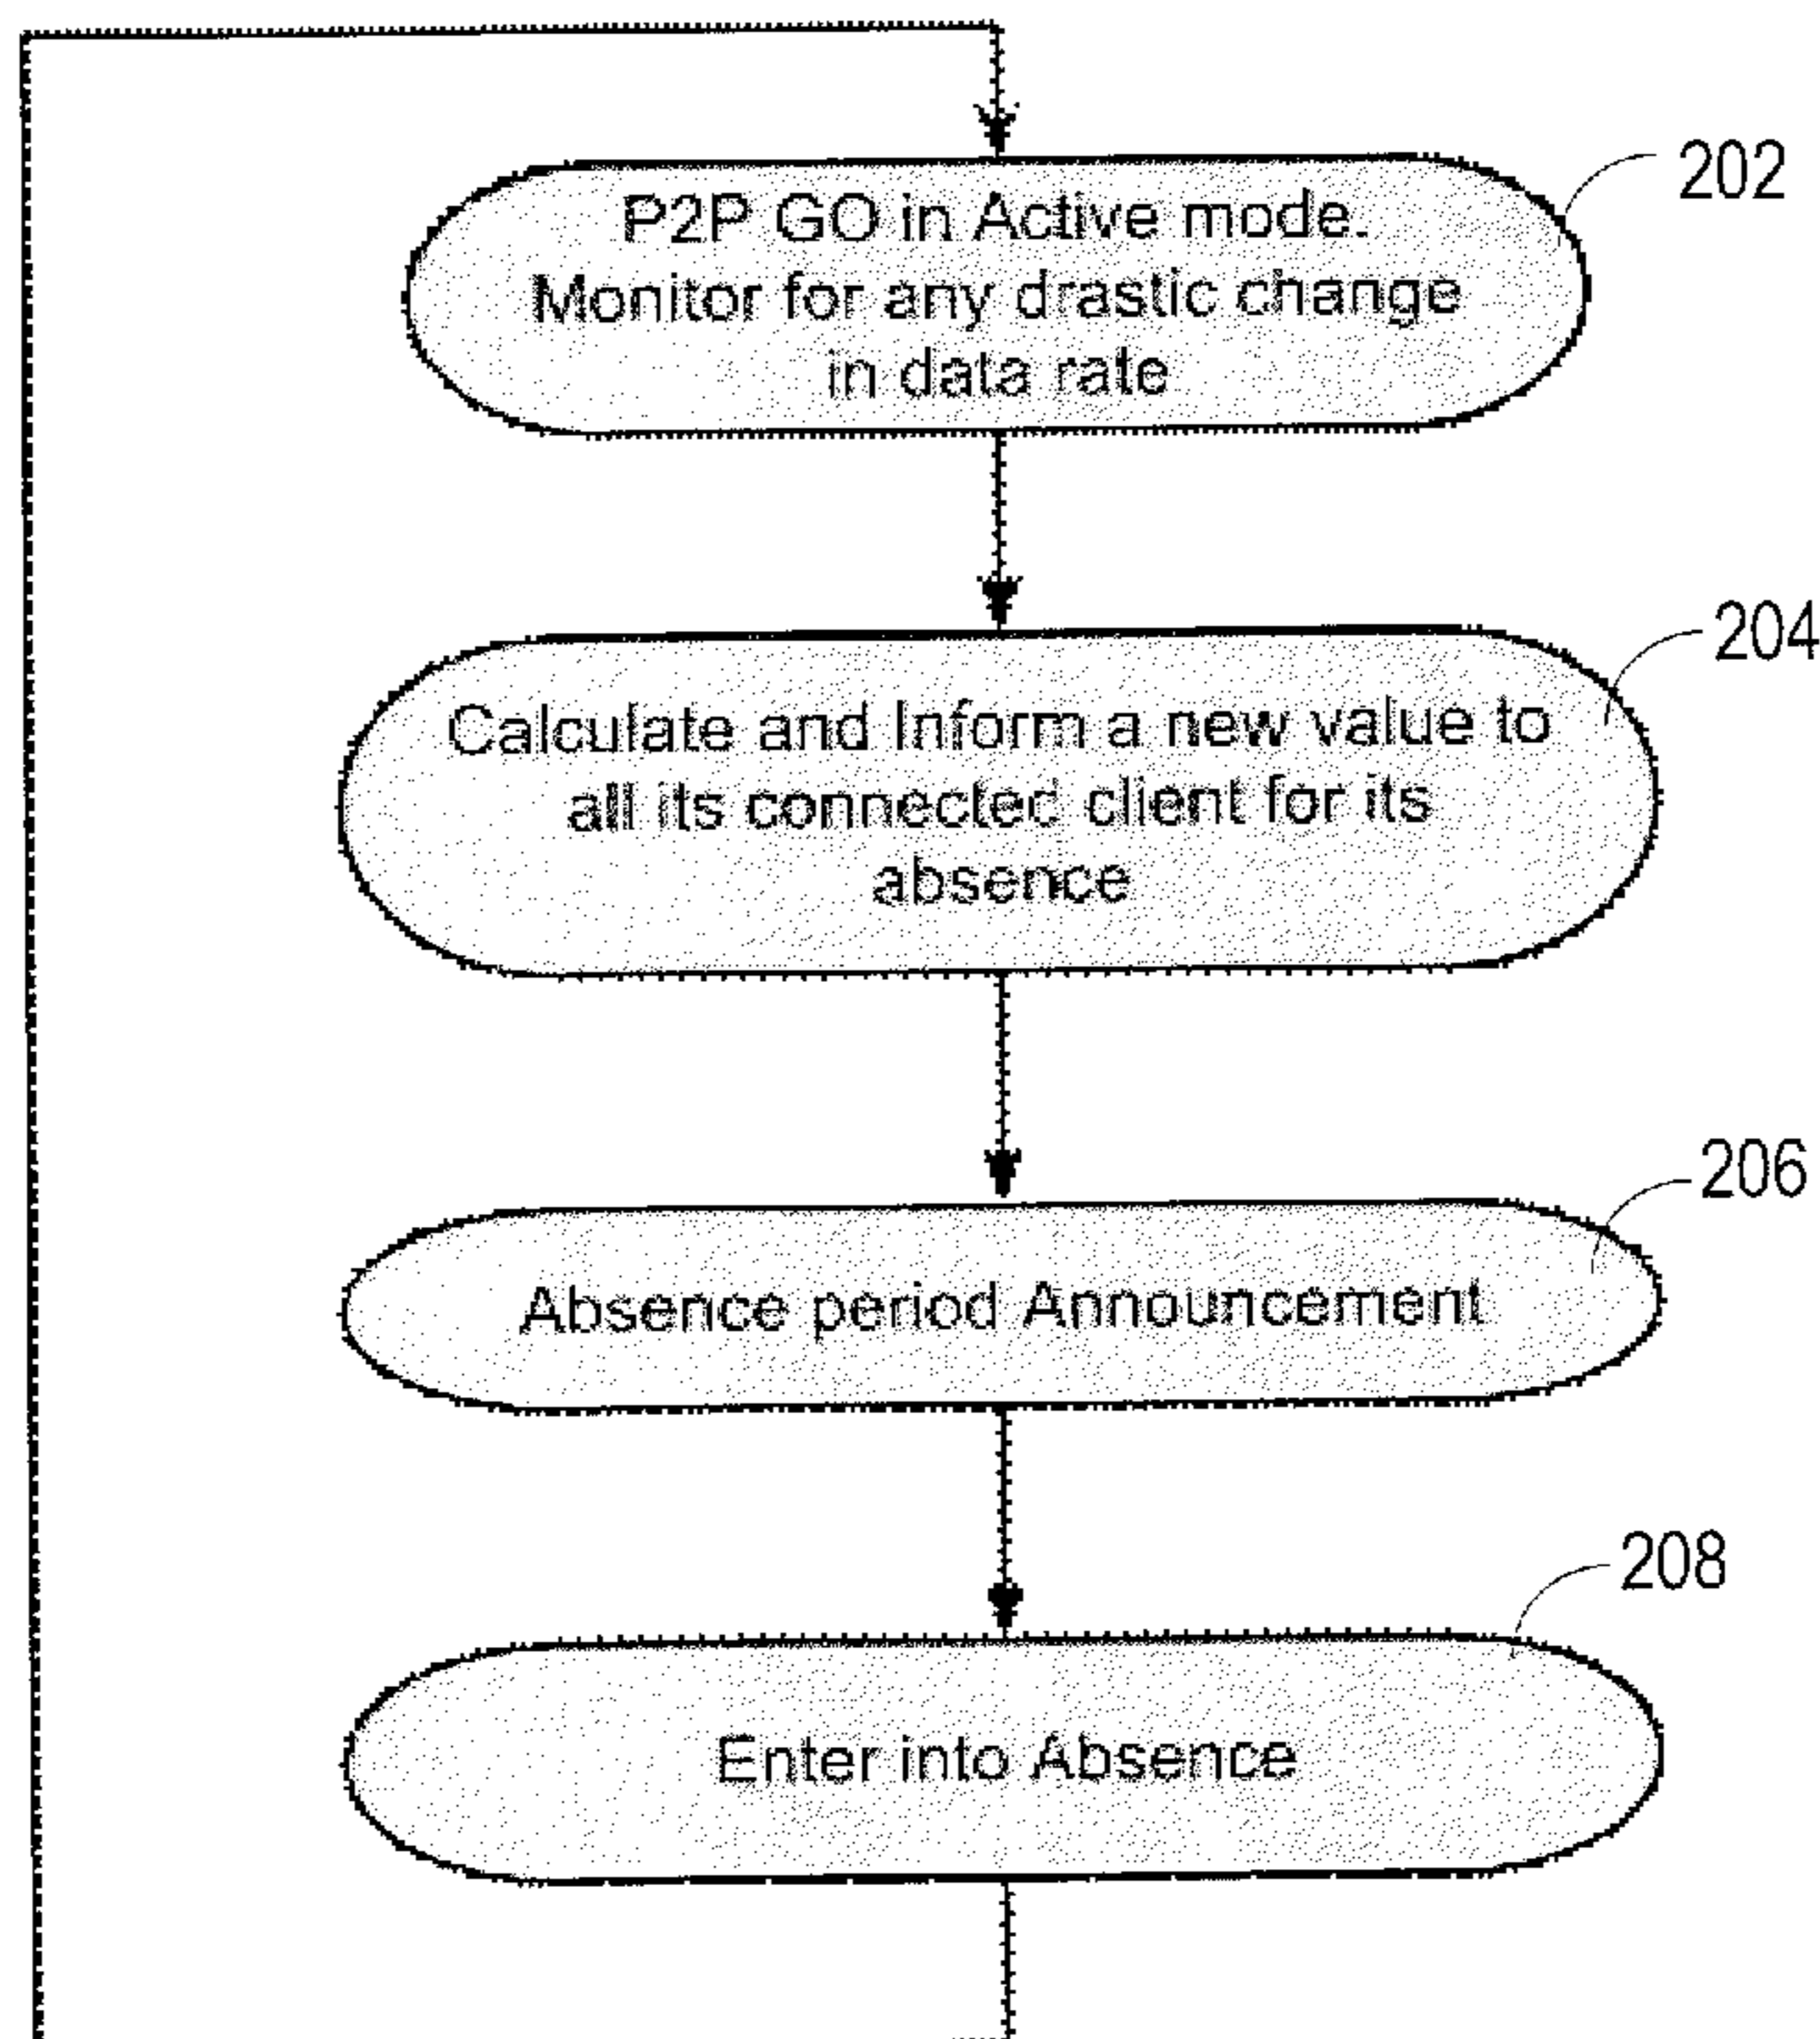 202
P2P GO in Active mode.
Monitor for any drastic change
in data rate
204
Calculate and Inform a new value to
all its connected client for its
absence
206
Absence period Announcement
208
Enter into Absence